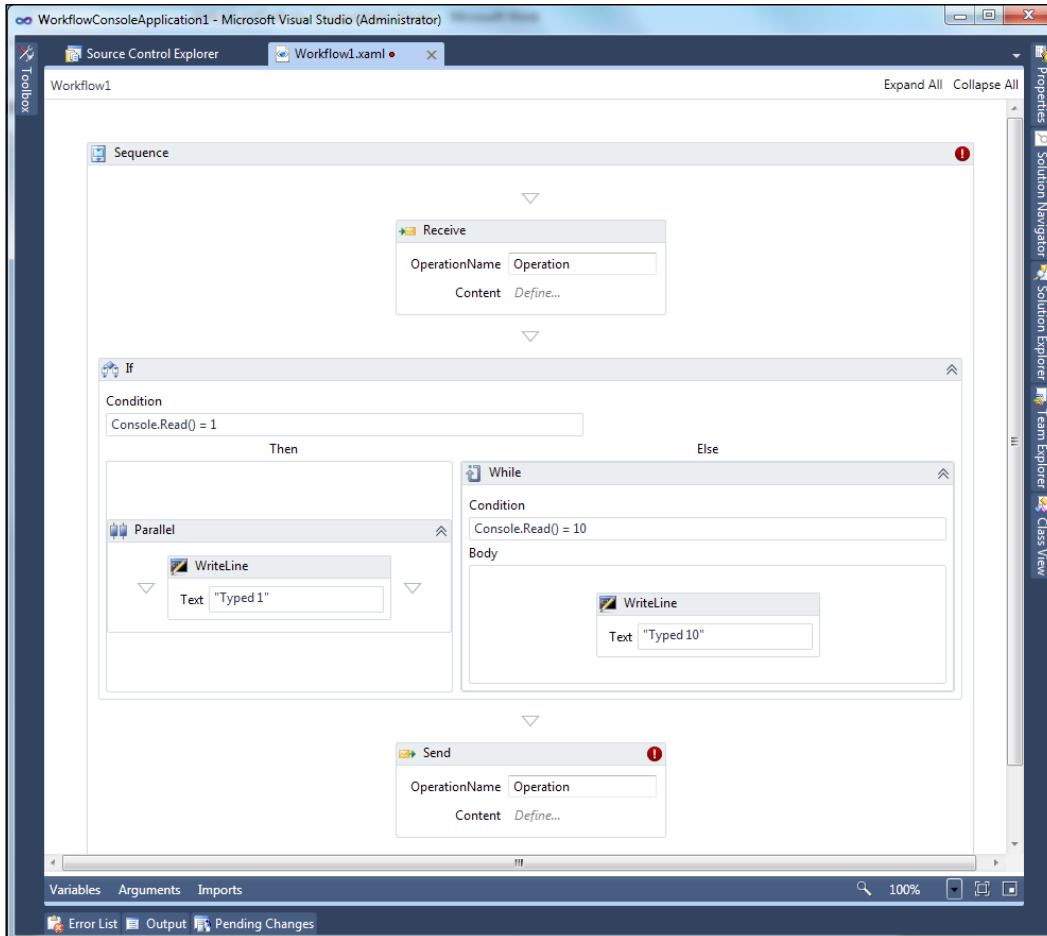 WorkflowConsoleApplication1 - Microsoft Visual Studio (Administrator)
Toolbox
Source Control Explorer
Workflow1.xaml
Workflow1
Expand All Collapse All
Sequence
Receive
OperationName Operation
Content Define...
If
Condition
Console.Read() = 1
Then
Else
Parallel
WriteLine
Text "Typed 1"
While
Condition
Console.Read() = 10
Body
WriteLine
Text "Typed 10"
Send
OperationName Operation
Content Define...
Variables Arguments Imports
100%
Error List Output Pending Changes
Properties
Solution Navigator
Solution Explorer
Team Explorer
Class View